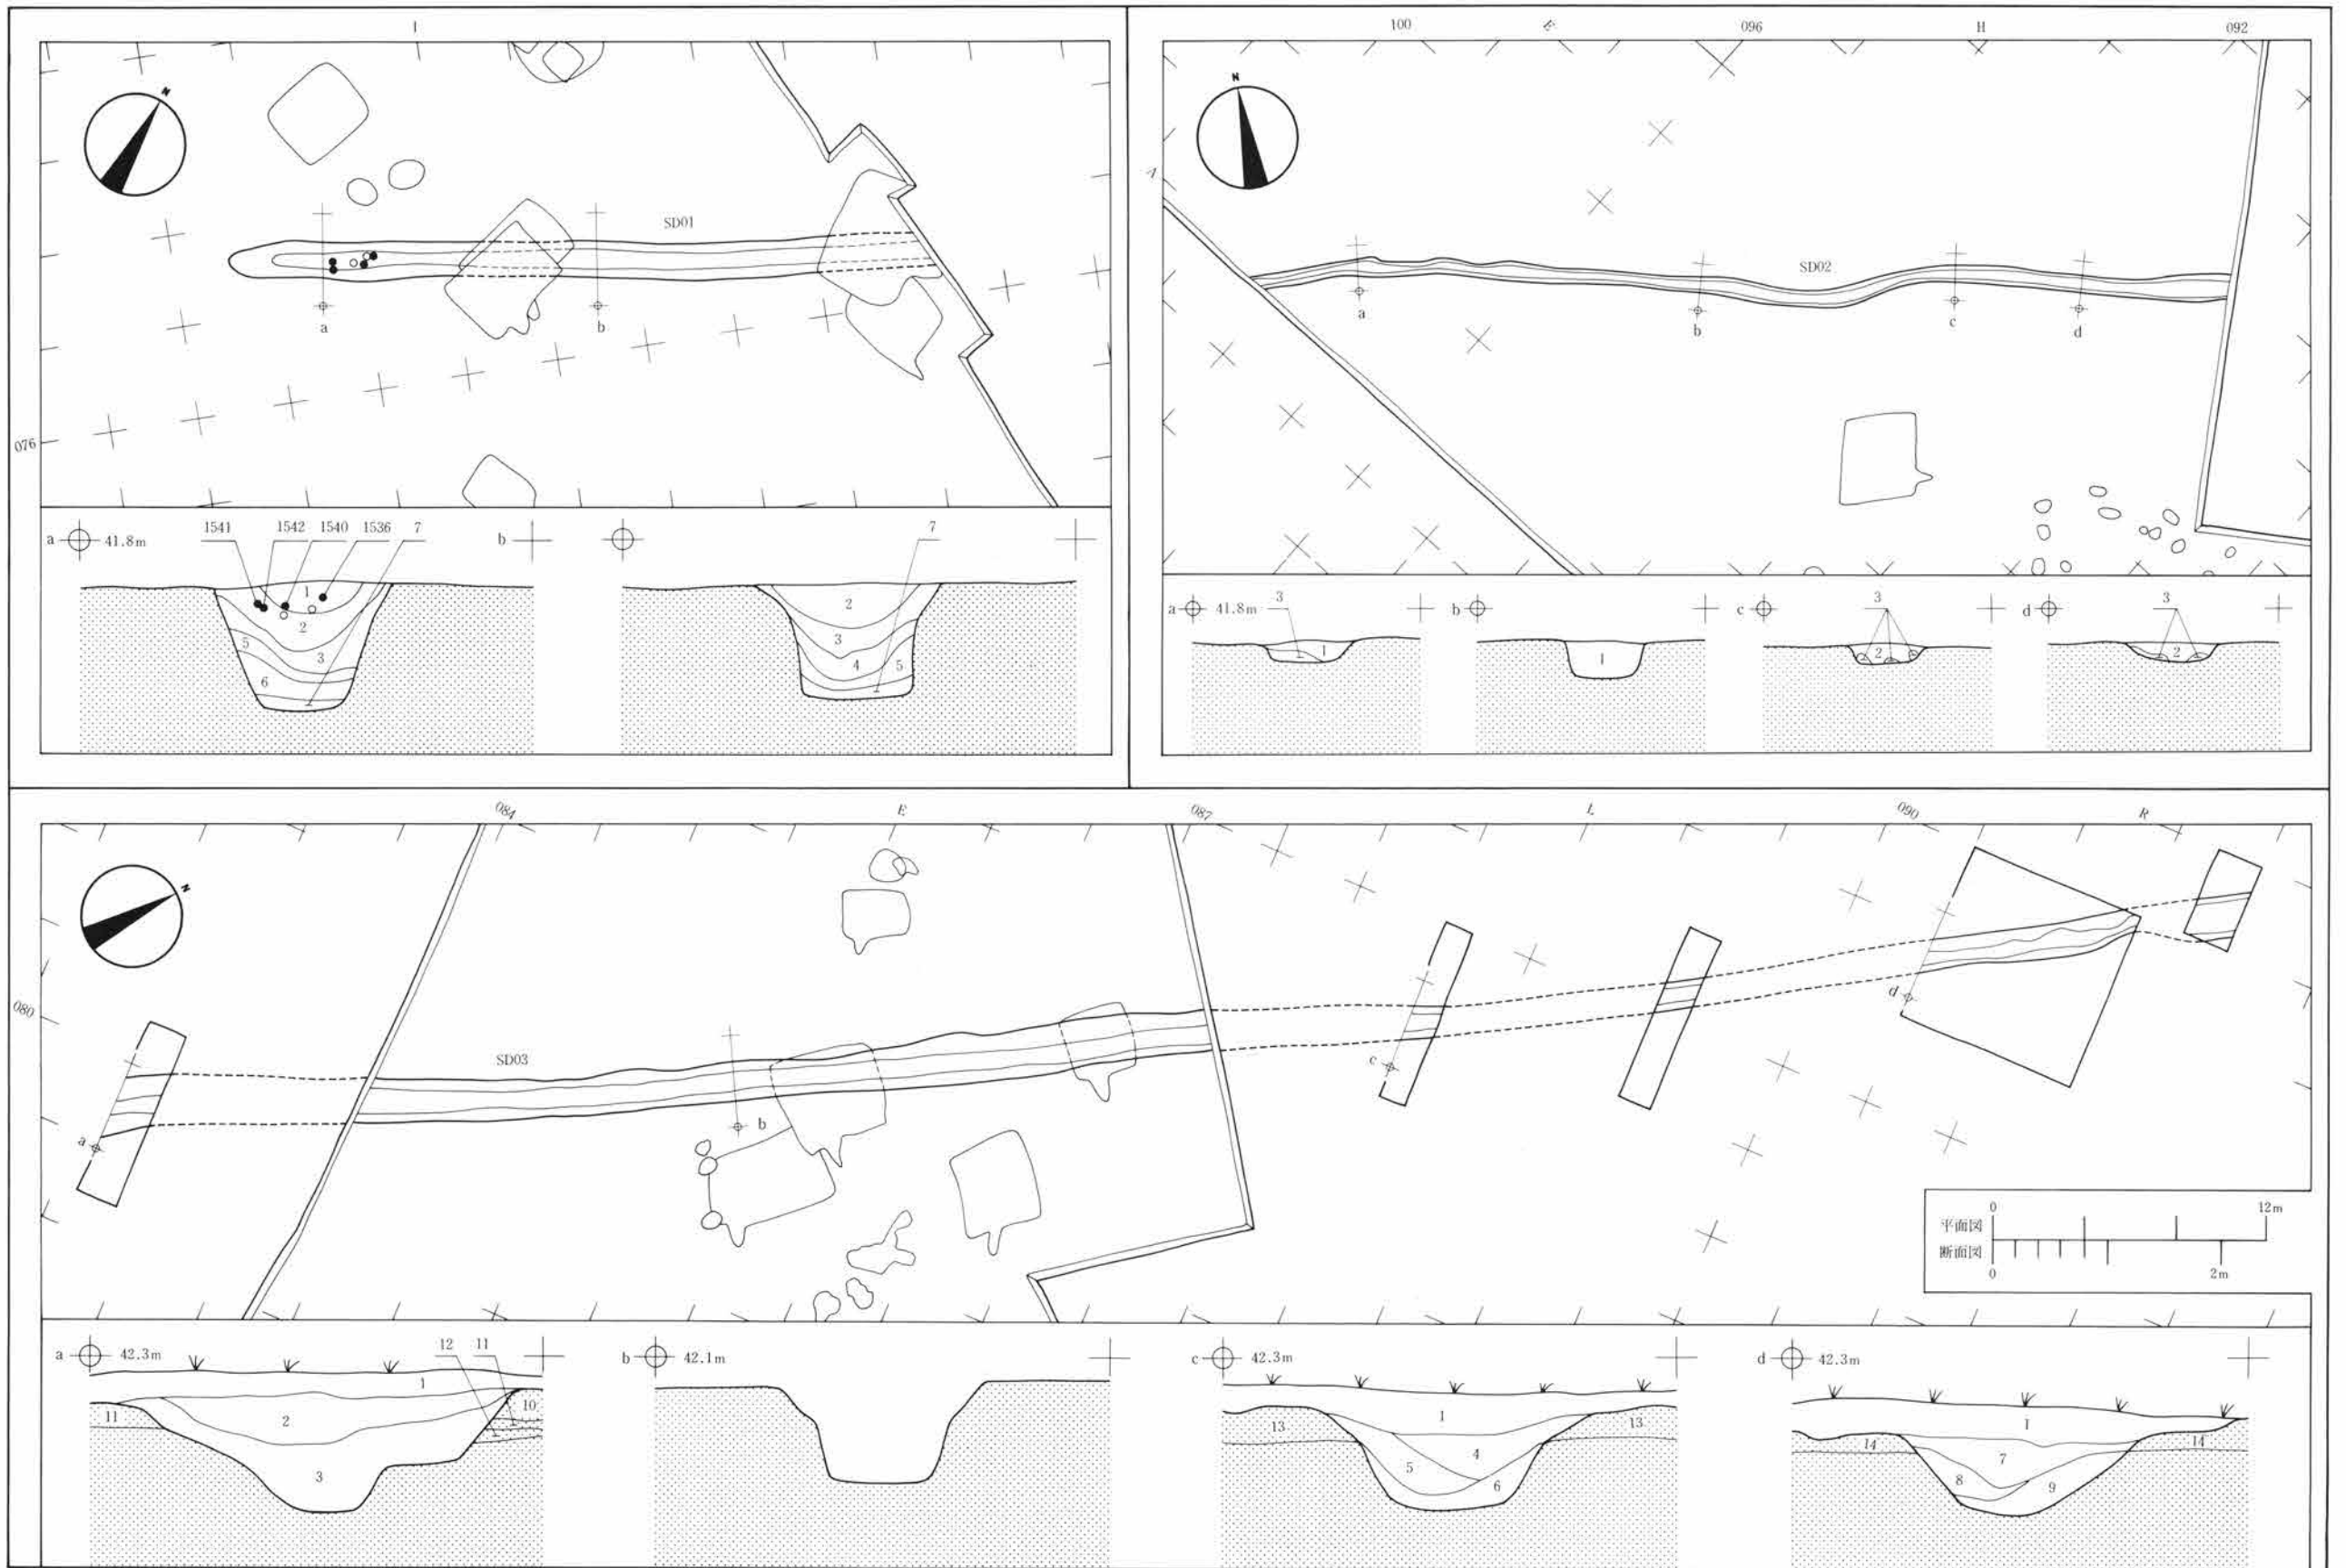 I
N
SD01
a
b
076
a 41.8m
1541 1542 1540 1536 7
b
1
2
5
3
6
7
2
3
4 5
100
096 H 092
N
SD02
a
b
c
d
a 41.8m 3
b
c 3
d 3
1
1
2
2
084 E 087 L 090 R
N
080
SD03
a
b
c
d
0 12m
平面図
断面図
0 2m
a 42.3m
12 11
b 42.1m
c 42.3m
d 42.3m
1
11
2
10
3
1
13
13
4
5
6
1
14
14
7
8
9